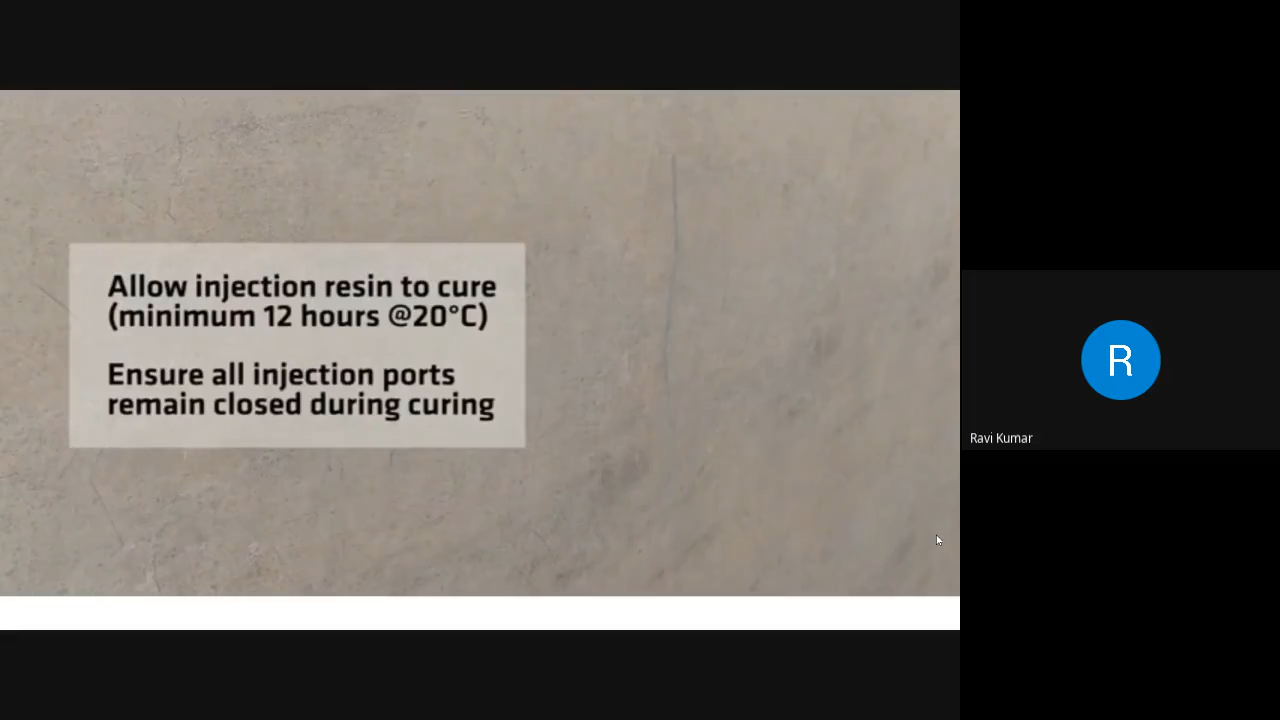 Allow injection resin to cure
(minimum 12 hours @20°C)
Ensure all injection ports
remain closed during curing
R
Ravi Kumar